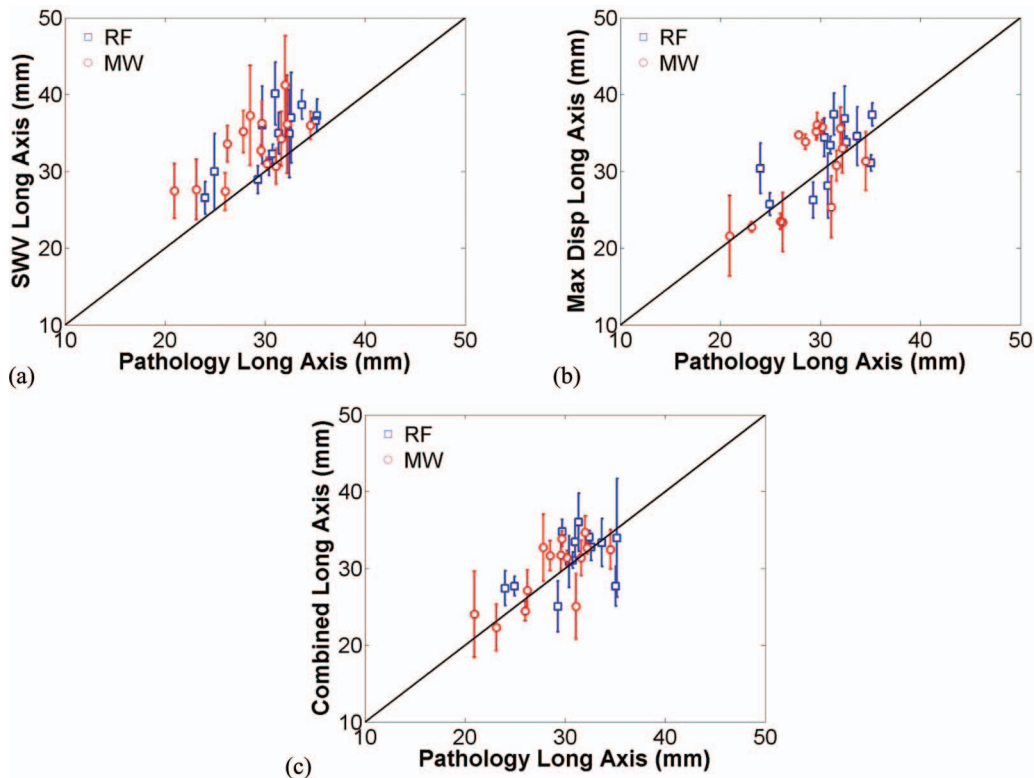 50
40
30
20
10
10 20 30 40 50
SWV Long Axis (mm)
Pathology Long Axis (mm)
RF
MW
(a)
50
40
30
20
10
10 20 30 40 50
Max Disp Long Axis (mm)
Pathology Long Axis (mm)
RF
MW
(b)
50
40
30
20
10
10 20 30 40 50
Combined Long Axis (mm)
Pathology Long Axis (mm)
RF
MW
(c)